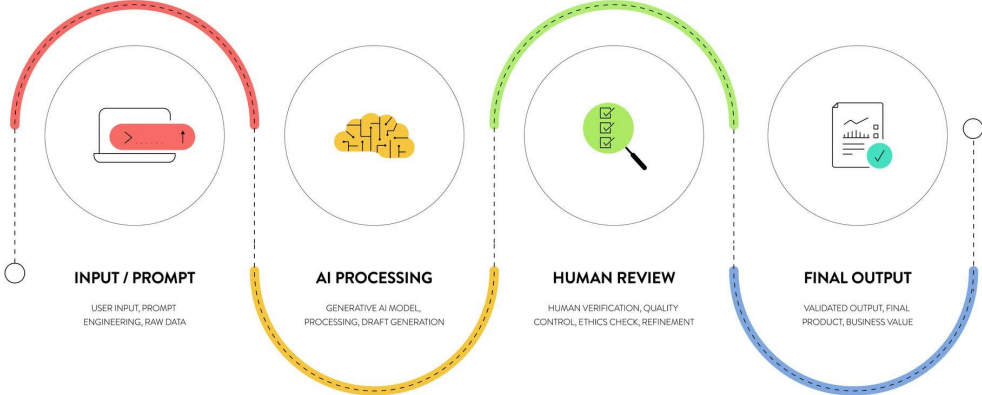 INPUT / PROMPT
USER INPUT, PROMPT
ENGINEERING, RAW DATA
AI PROCESSING
GENERATIVE AI MODEL,
PROCESSING, DRAFT GENERATION
HUMAN REVIEW
HUMAN VERIFICATION, QUALITY
CONTROL, ETHICS CHECK, REFINEMENT
FINAL OUTPUT
VALIDATED OUTPUT, FINAL
PRODUCT, BUSINESS VALUE